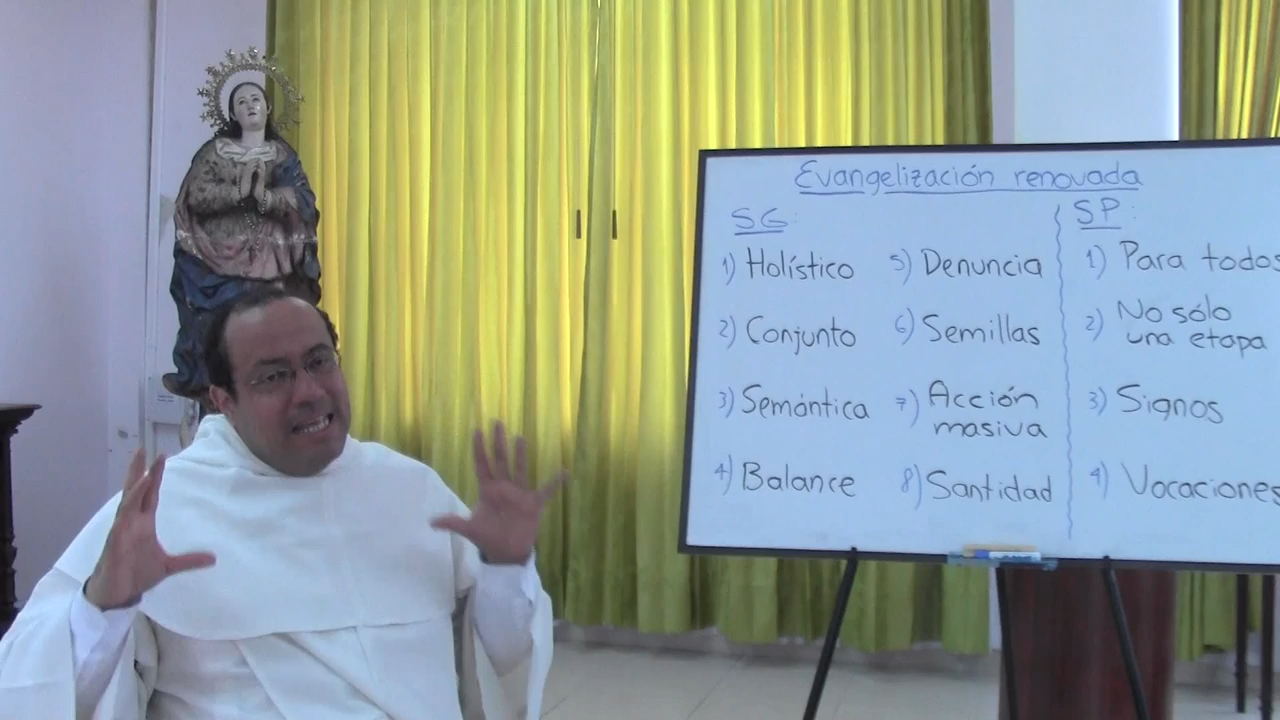 Evangelización renovada
SG:
1) Holístico
2) Conjunto
3) Semántica
4) Balance
5) Denuncia
6) Semillas
7) Acción
masiva
8) Santidad
SP:
1) Para todos
2) No sólo
una etapa
3) Signos
4) Vocaciones